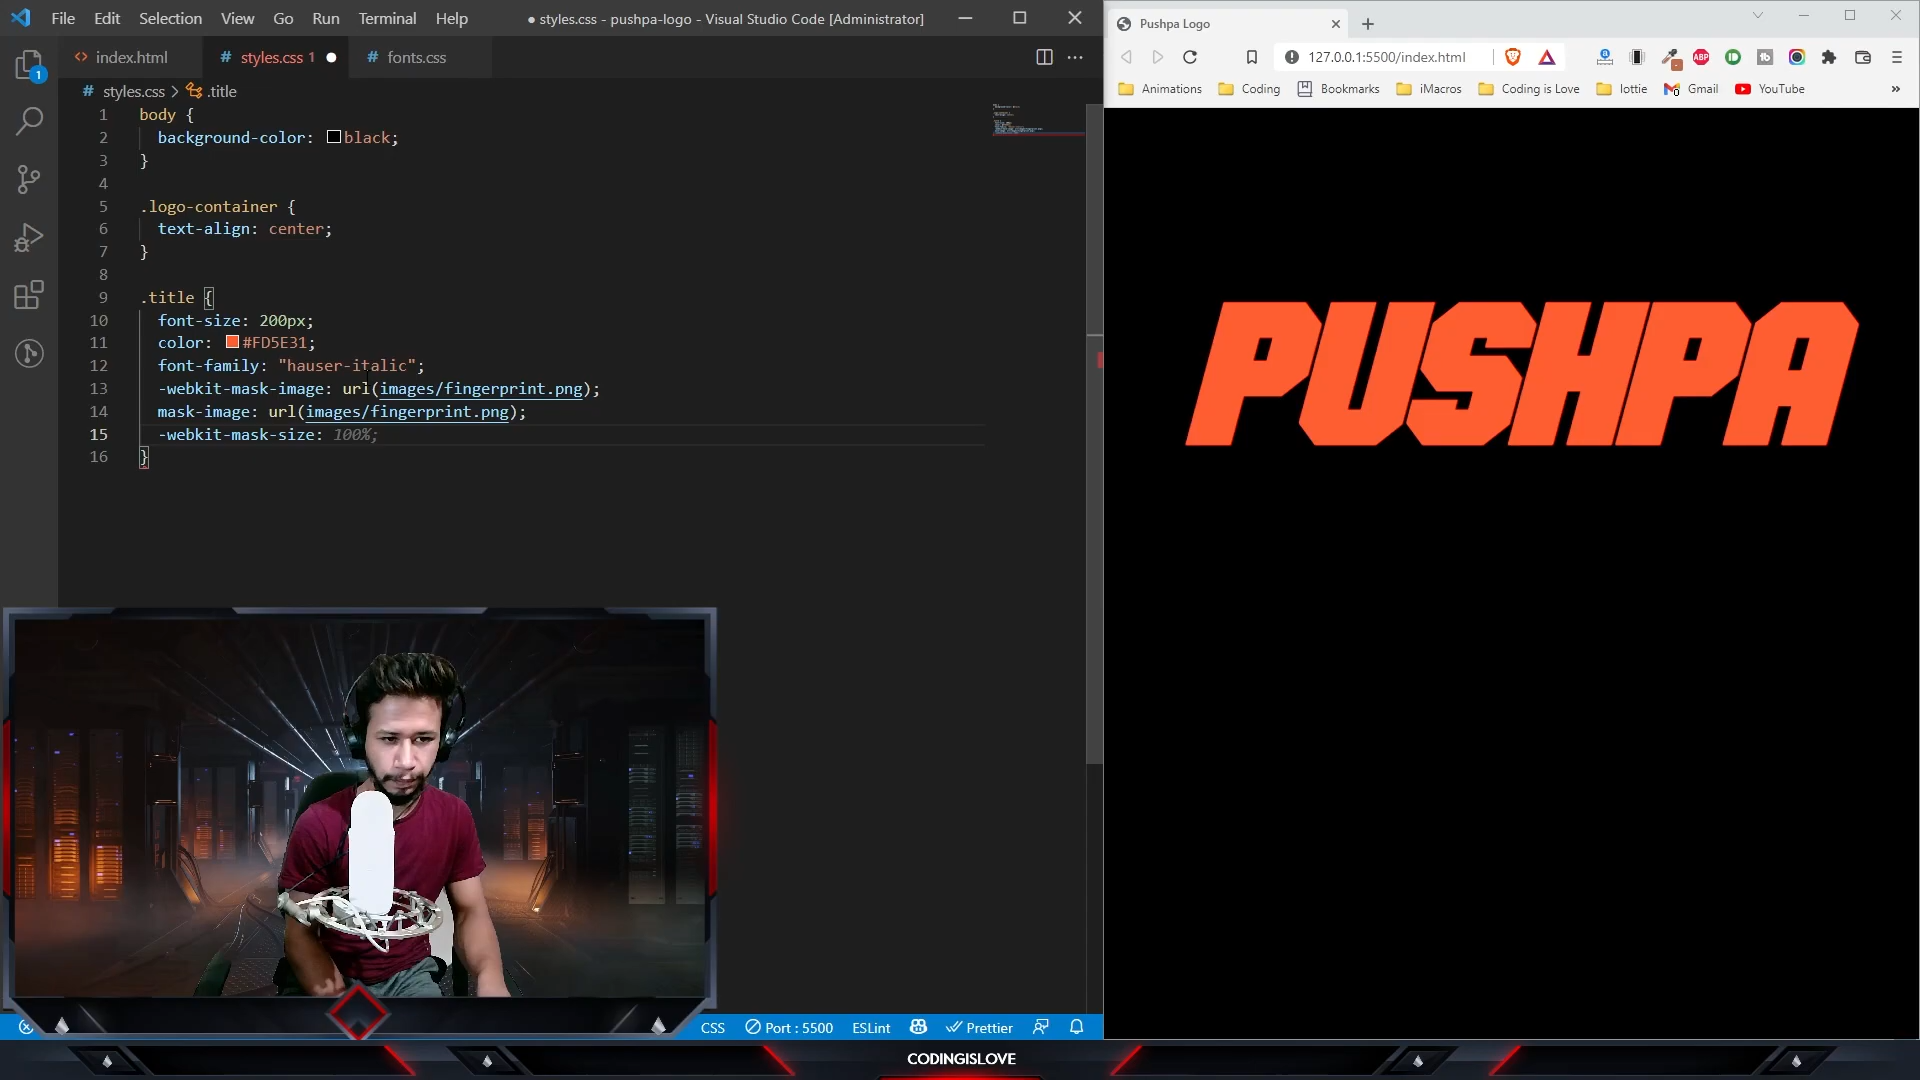 File Edit Selection View Go Run Terminal Help
● styles.css - pushpa-logo - Visual Studio Code [Administrator]
<> index.html
# styles.css 1 ●
# fonts.css
# styles.css > .title
1 body {
2 background-color: black;
3 }
4
5 .logo-container {
6 text-align: center;
7 }
8
9 .title {
10 font-size: 200px;
11 color: #FD5E31;
12 font-family: "hauser-italic";
13 -webkit-mask-image: url(images/fingerprint.png);
14 mask-image: url(images/fingerprint.png);
15 -webkit-mask-size: 100%;
16 }
1
CSS Port : 5500 ESLint Prettier
Pushpa Logo
127.0.0.1:5500/index.html
ABP
Animations Coding Bookmarks iMacros Coding is Love lottie Gmail YouTube »
PUSHPA
CODINGISLOVE